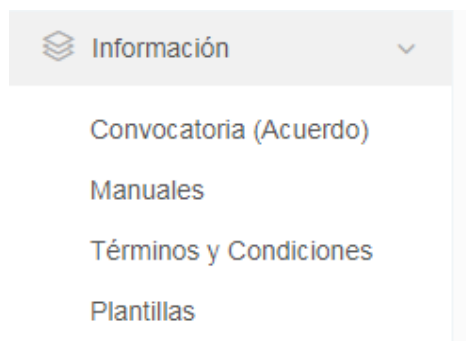 Información
Convocatoria (Acuerdo)
Manuales
Términos y Condiciones
Plantillas